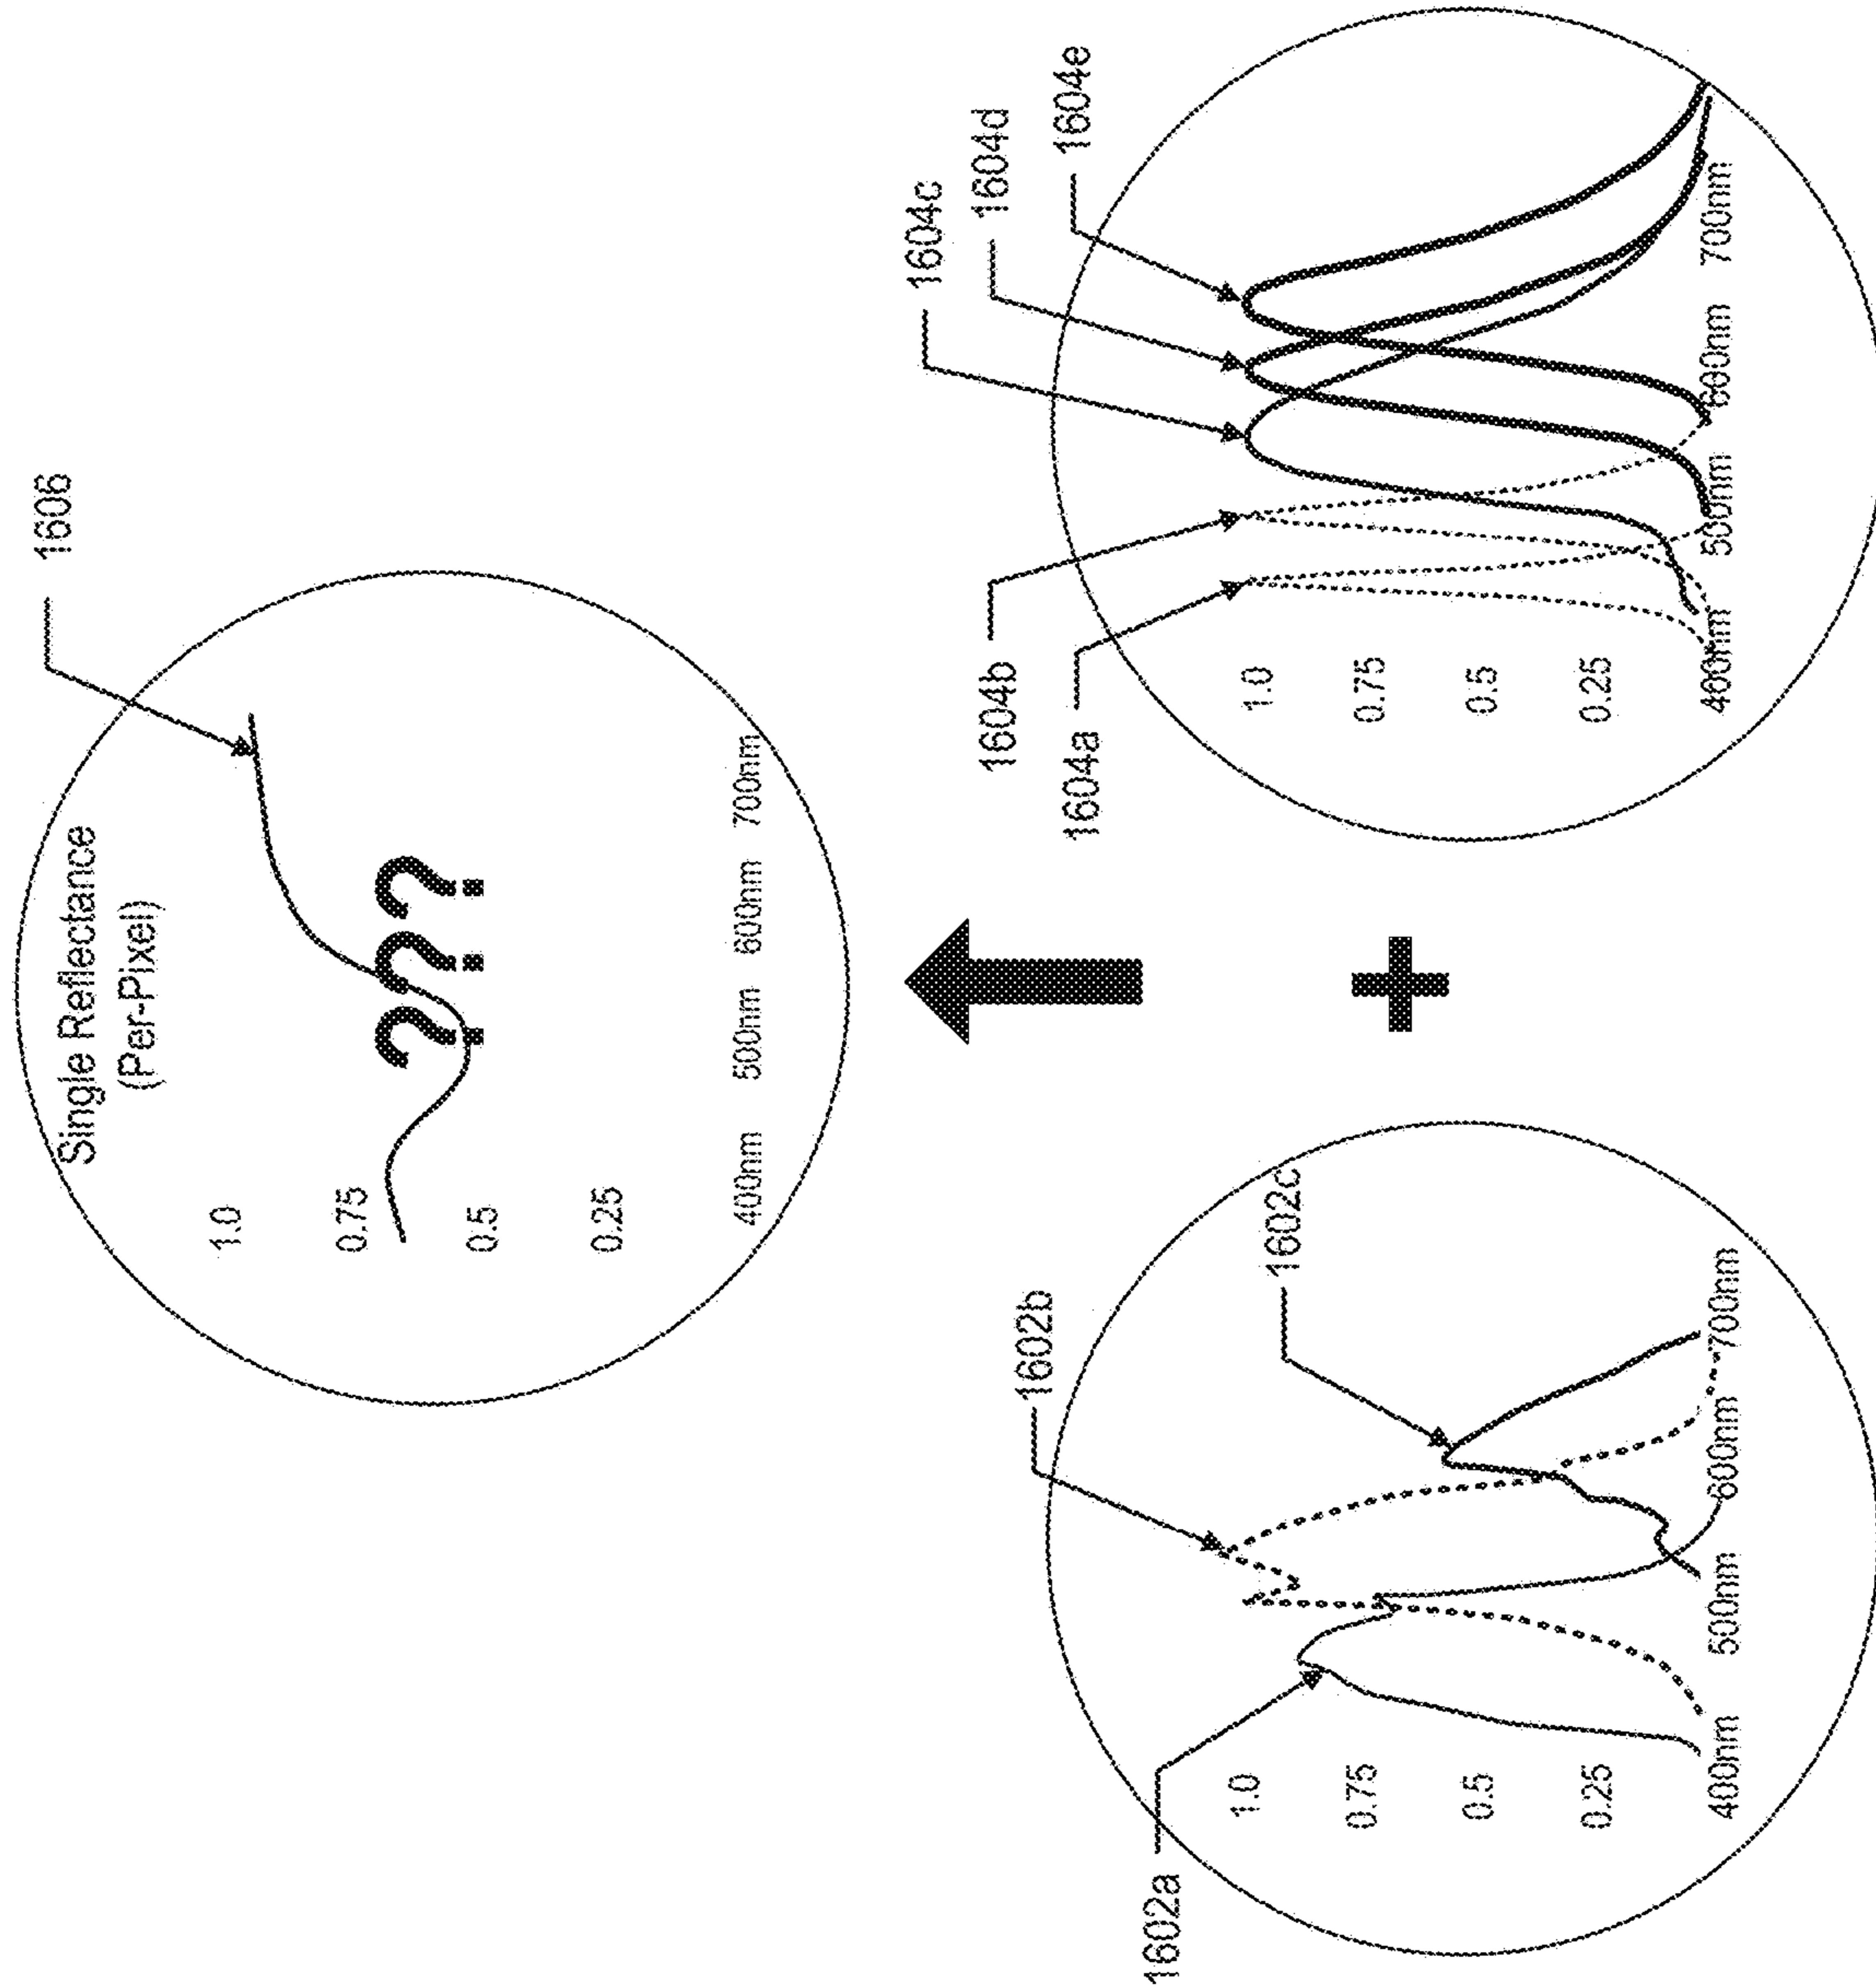 Single Reflectance
(Per-Pixel)
1606
1.0
0.75
0.5
0.25
400nm 500nm 600nm 700nm
???
1602a
1602b
1602c
1.0
0.75
0.5
0.25
400nm 500nm 600nm 700nm
+
1604a
1604b
1604c
1604d
1604e
1.0
0.75
0.5
0.25
400nm 500nm 600nm 700nm